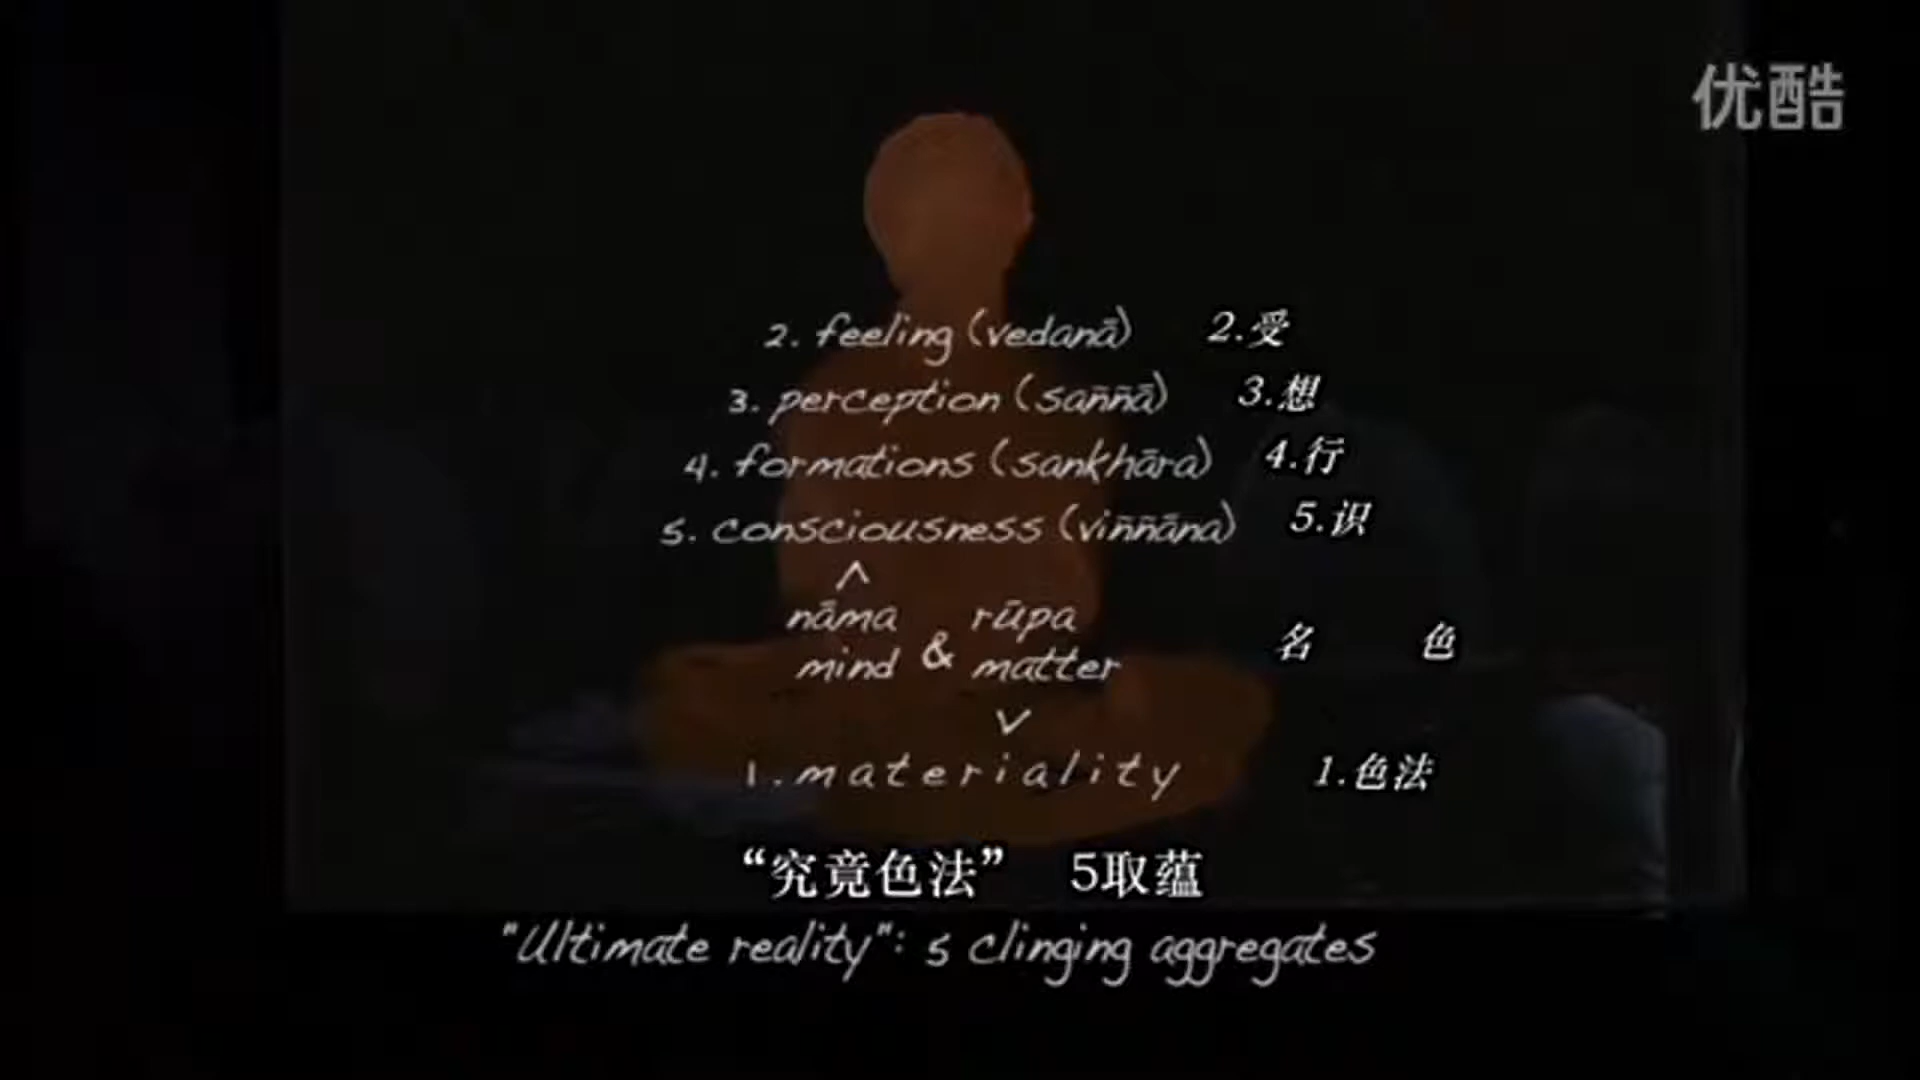 优酷
2. feeling (vedanā) 2.受
3. perception (saññā) 3.想
4. formations (sankhāra) 4.行
5. consciousness (viññāna) 5.识
^
nāma & rūpa 名 色
mind matter
v
1. materiality 1.色法
“究竟色法” 5取蕴
"Ultimate reality": 5 clinging aggregates